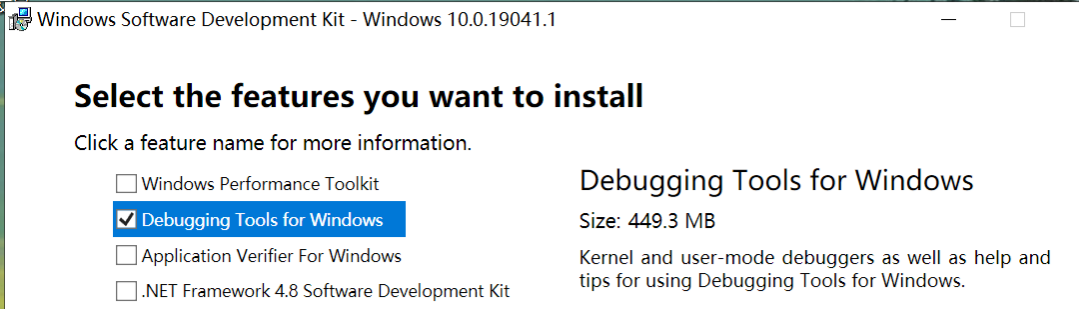 Windows Software Development Kit - Windows 10.0.19041.1
Select the features you want to install
Click a feature name for more information.
Windows Performance Toolkit
Debugging Tools for Windows
Application Verifier For Windows
.NET Framework 4.8 Software Development Kit
Debugging Tools for Windows
Size: 449.3 MB
Kernel and user-mode debuggers as well as help and
tips for using Debugging Tools for Windows.